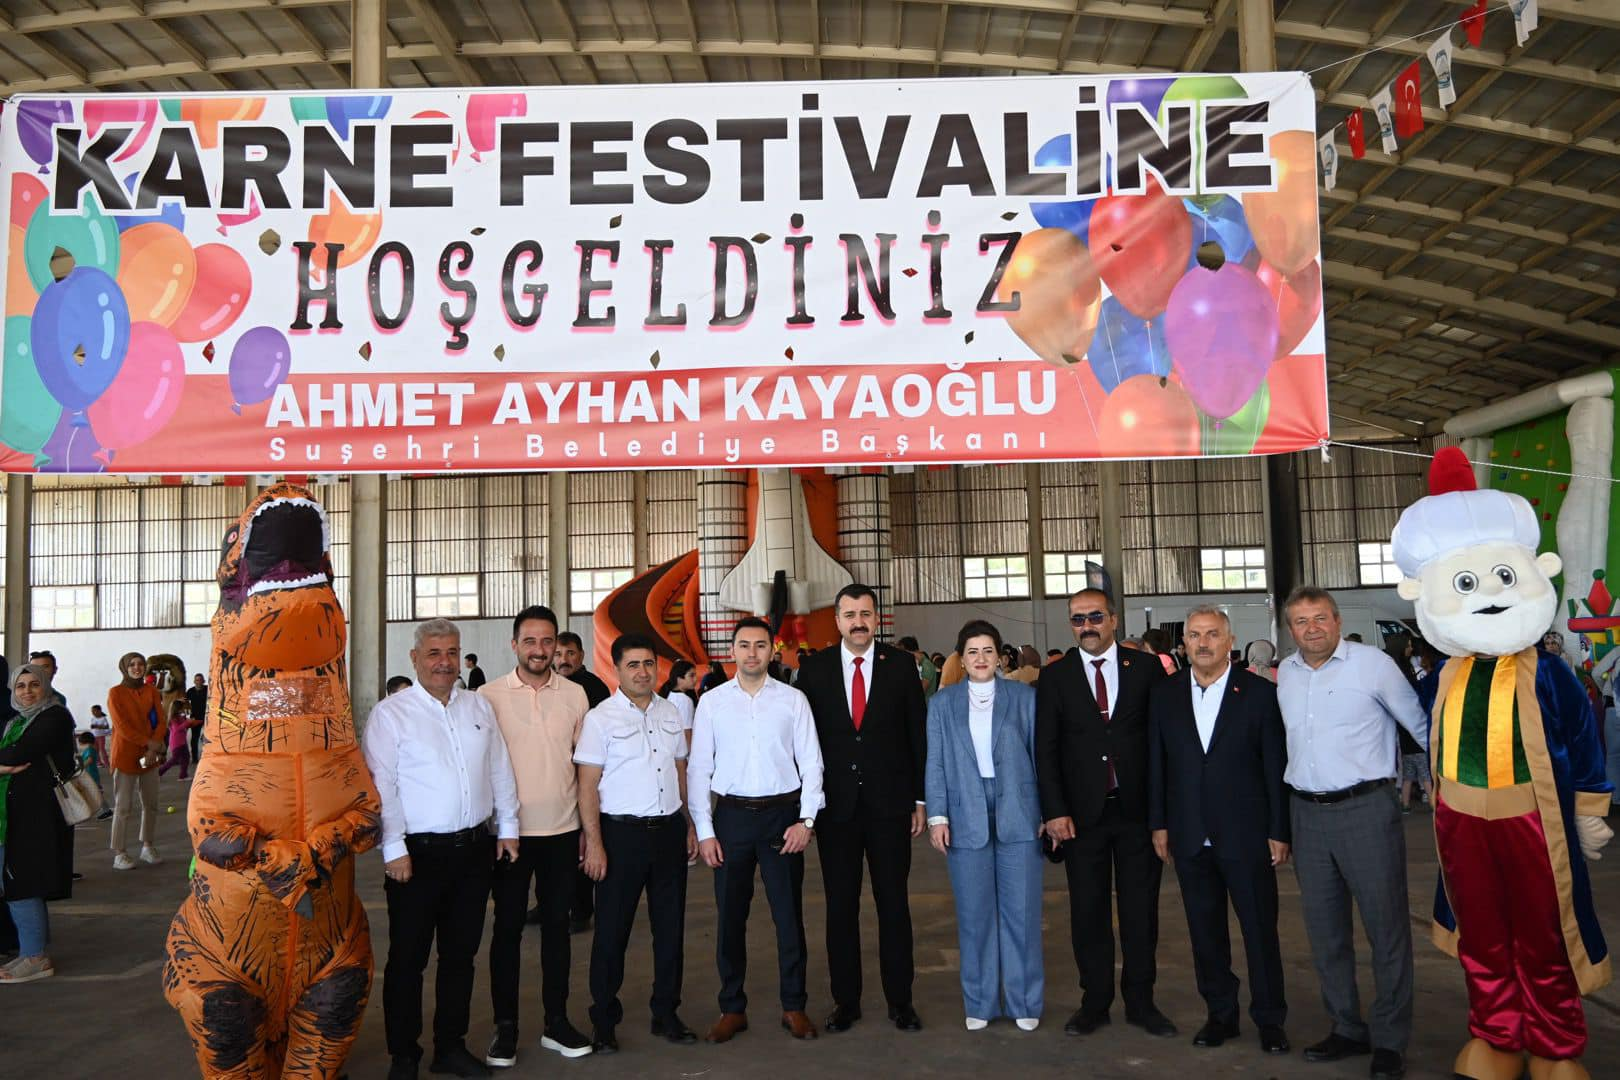 KARNE FESTİVALİNE
HOŞGELDİNİZ
AHMET AYHAN KAYAOĞLU
Suşehri Belediye Başkanı